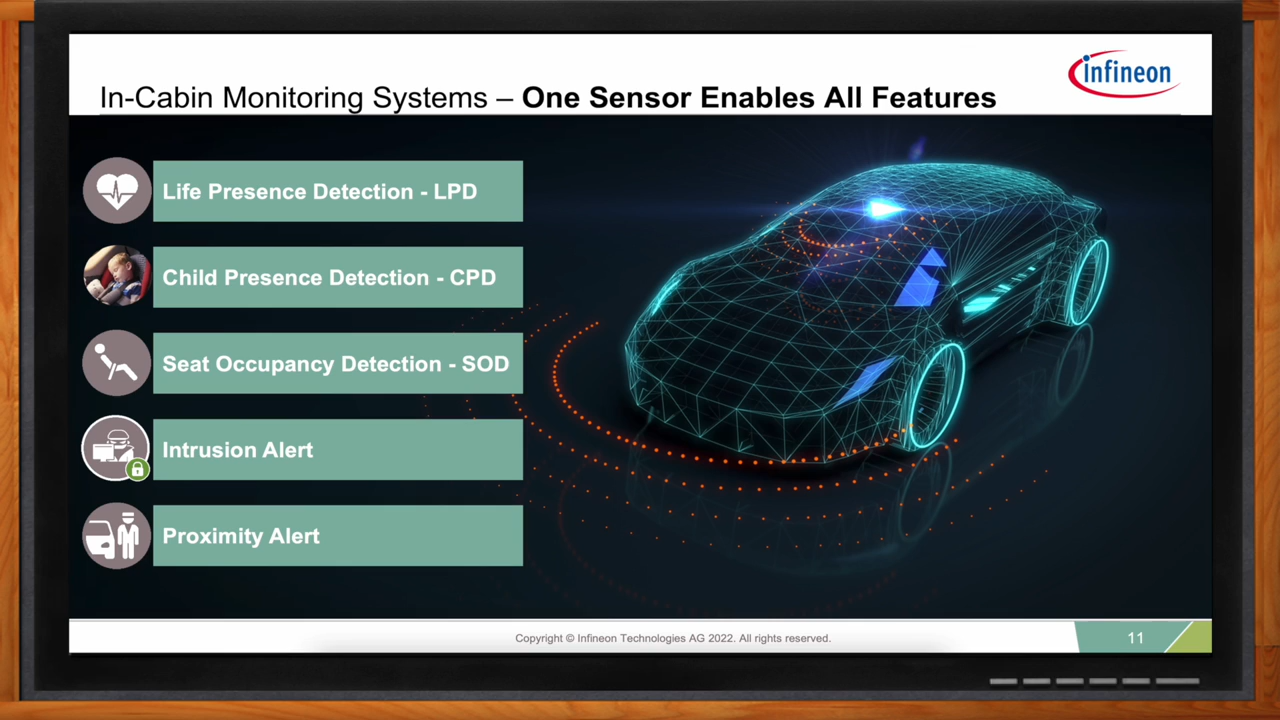 In-Cabin Monitoring Systems – One Sensor Enables All Features
infineon
Life Presence Detection - LPD
Child Presence Detection - CPD
Seat Occupancy Detection - SOD
Intrusion Alert
Proximity Alert
Copyright © Infineon Technologies AG 2022. All rights reserved.
11